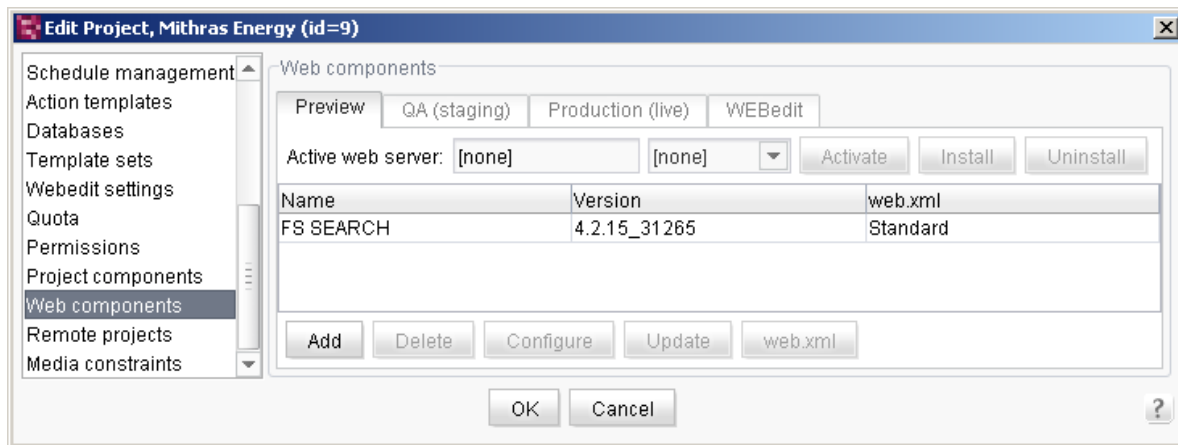 Edit Project, Mithras Energy (id=9)
Schedule management
Action templates
Databases
Template sets
Webedit settings
Quota
Permissions
Project components
Web components
Remote projects
Media constraints
Web components
Preview QA (staging) Production (live) WEBedit
Active web server: [none] [none] Activate Install Uninstall
Name Version web.xml
FS SEARCH 4.2.15_31265 Standard
Add Delete Configure Update web.xml
OK Cancel ?